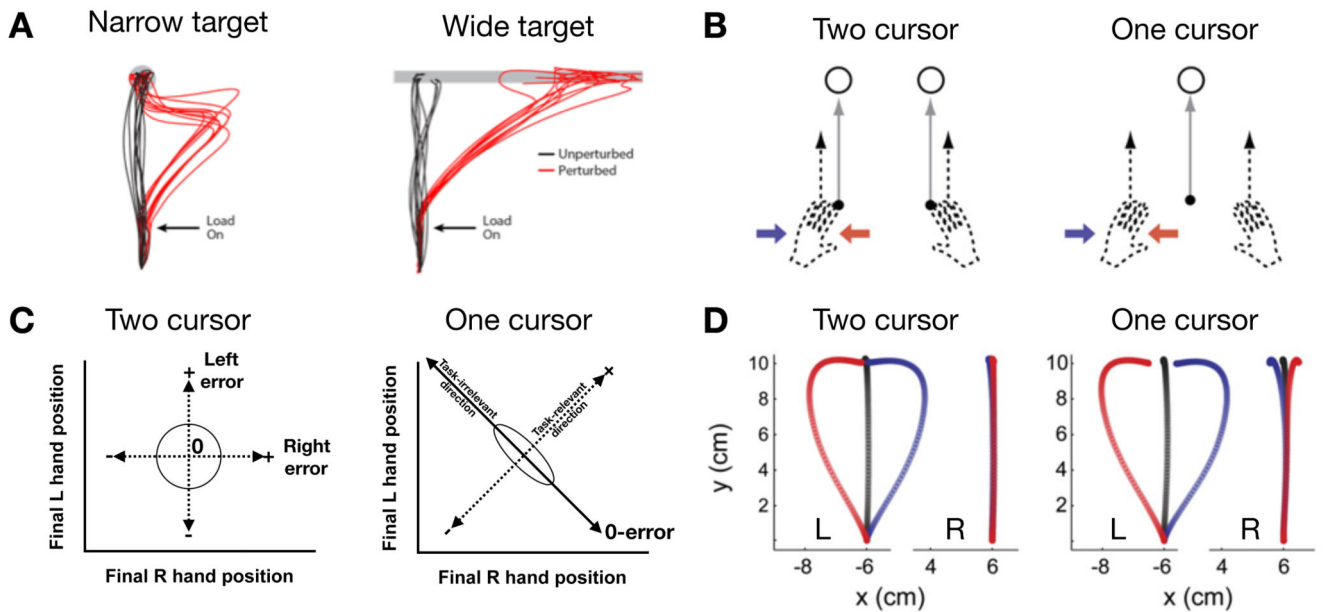 A
Narrow target
Wide target
Load
On
Unperturbed
Perturbed
Load
On
B
Two cursor
One cursor
C
Two cursor
One cursor
Final L hand position
+
Left
error
0
-
+
Right
error
-
Final R hand position
Final L hand position
Task-irrelevant
direction
Task-relevant
direction
+
-
0-error
Final R hand position
D
Two cursor
One cursor
y (cm)
10
8
6
4
2
L
R
-8
-6
4
6
x (cm)
10
8
6
4
2
L
R
-8
-6
4
6
x (cm)